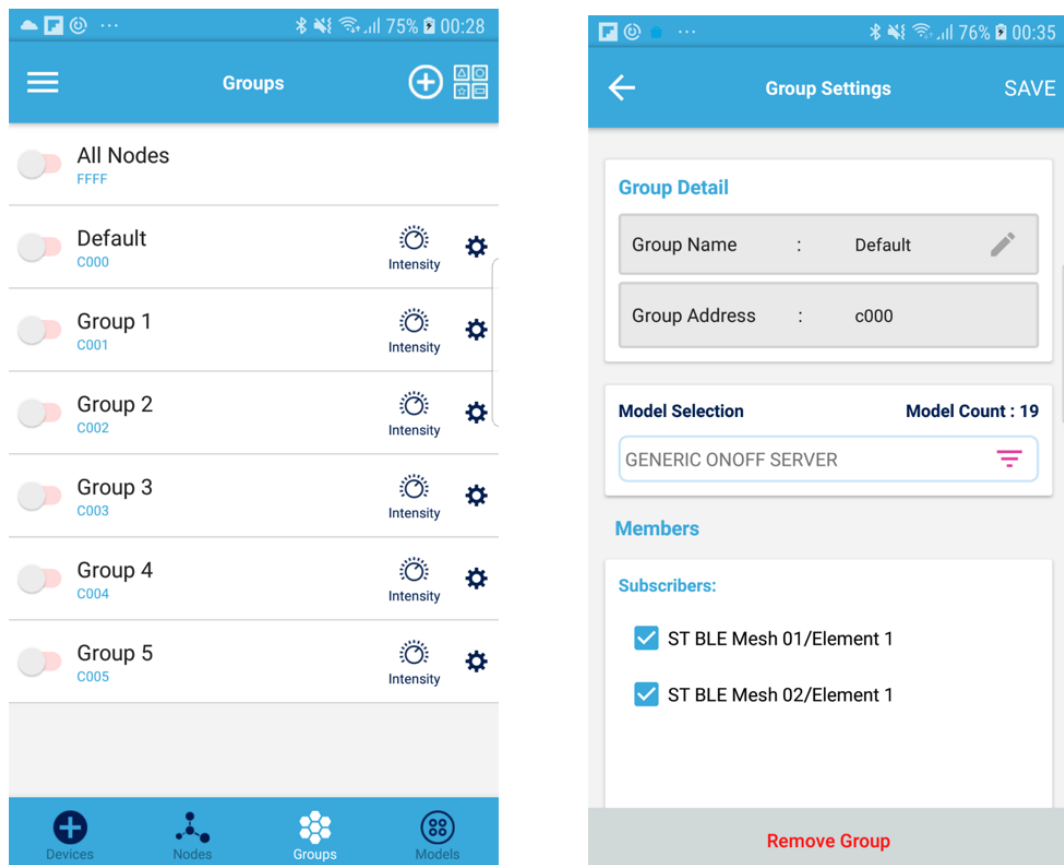 75% 00:28
Groups
All Nodes
FFFF
Default
C000
Intensity
Group 1
C001
Intensity
Group 2
C002
Intensity
Group 3
C003
Intensity
Group 4
C004
Intensity
Group 5
C005
Intensity
Devices Nodes Groups Models
76% 00:35
Group Settings SAVE
Group Detail
Group Name : Default
Group Address : c000
Model Selection Model Count : 19
GENERIC ONOFF SERVER
Members
Subscribers:
ST BLE Mesh 01/Element 1
ST BLE Mesh 02/Element 1
Remove Group